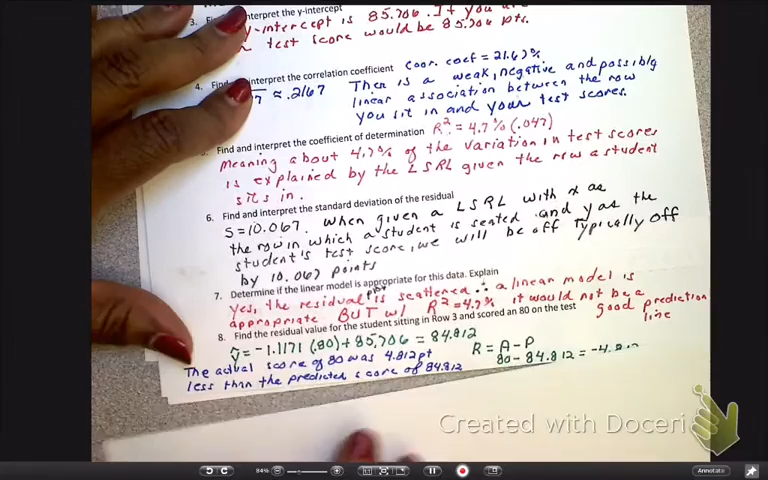 3. interpret the y-intercept
y-intercept is 85.706. If you are
test score would be 85.706 pts.
4. Find interpret the correlation coefficient coor. coef = 21.67%
≈ .2167 Ther is a weak, negative and possibly
linear association between the row
you sit in and your test scores.
Find and interpret the coefficient of determination R² = 4.7% (.047)
Meaning about 4.7% of the variation in test scores
is explained by the LSRL given the row a student
sits in.
6. Find and interpret the standard deviation of the residual
S=10.067. When given a LSRL with x as
the row in which a student is seated and y as the
student's test score, we will be off typically off
by 10.067 points
7. Determine if the linear model is appropriate for this data. Explain
Yes, the residual plot is scattered ∴ a linear model is
appropriate BUT w/ R²=4.7% it would not be a
good prediction
line
8. Find the residual value for the student sitting in Row 3 and scored an 80 on the test
ŷ = -1.1171 (.80) + 85.706 = 84.812
R = A - P
80 - 84.812 = -4.812
The actual score of 80 was 4.812 pt
less than the predicted score of 84.812
Created with Doceri
84%
Annotate